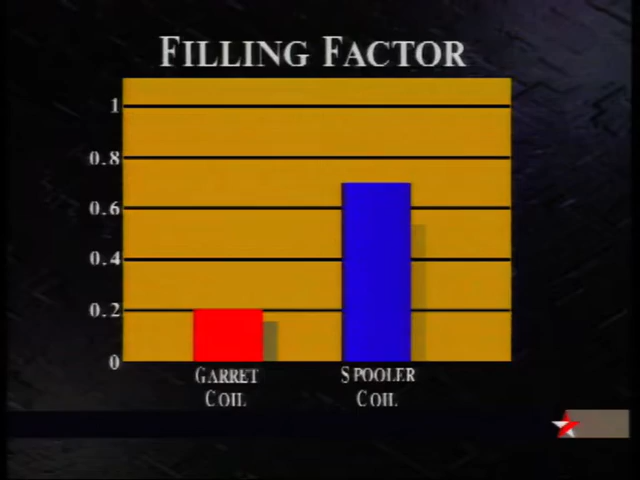 FILLING FACTOR
1
0.8
0.6
0.4
0.2
0
GARRET
COIL
SPOOLER
COIL